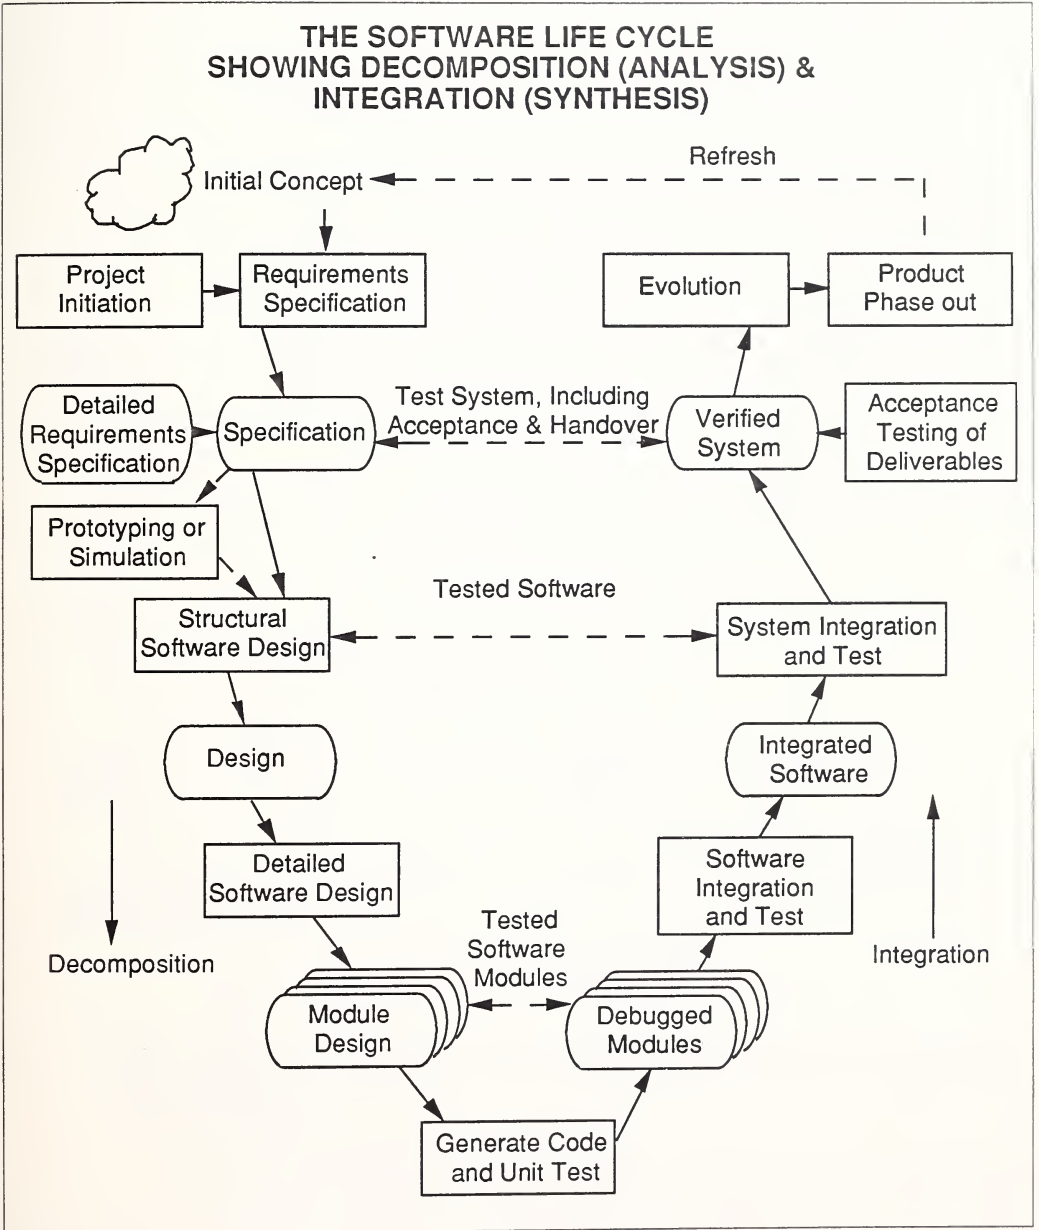 THE SOFTWARE LIFE CYCLE
SHOWING DECOMPOSITION (ANALYSIS) &
INTEGRATION (SYNTHESIS)
Refresh
Initial Concept
Project
Initiation
Requirements
Specification
Evolution
Product
Phase out
Detailed
Requirements
Specification
Specification
Test System, Including
Acceptance & Handover
Verified
System
Acceptance
Testing of
Deliverables
Prototyping or
Simulation
Structural
Software Design
Tested Software
System Integration
and Test
Design
Integrated
Software
Detailed
Software Design
Software
Integration
and Test
Decomposition
Tested
Software
Modules
Integration
Module
Design
Debugged
Modules
Generate Code
and Unit Test